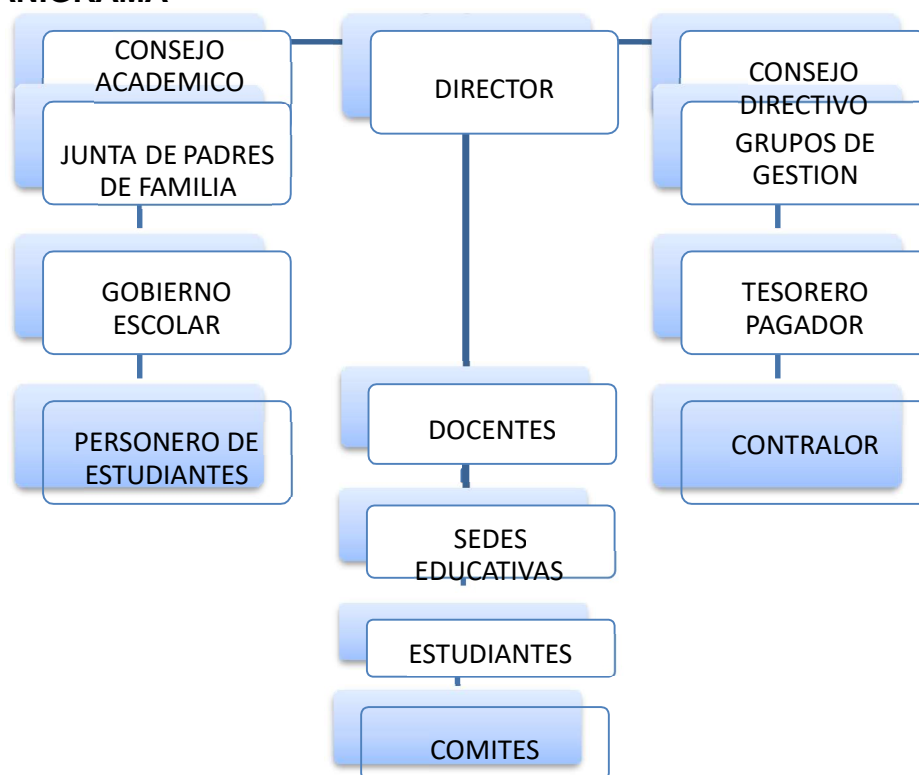 CONSEJO
ACADEMICO
JUNTA DE PADRES
DE FAMILIA
GOBIERNO
ESCOLAR
PERSONERO DE
ESTUDIANTES
DIRECTOR
DOCENTES
SEDES
EDUCATIVAS
ESTUDIANTES
COMITES
CONSEJO
DIRECTIVO
GRUPOS DE
GESTION
TESORERO
PAGADOR
CONTRALOR